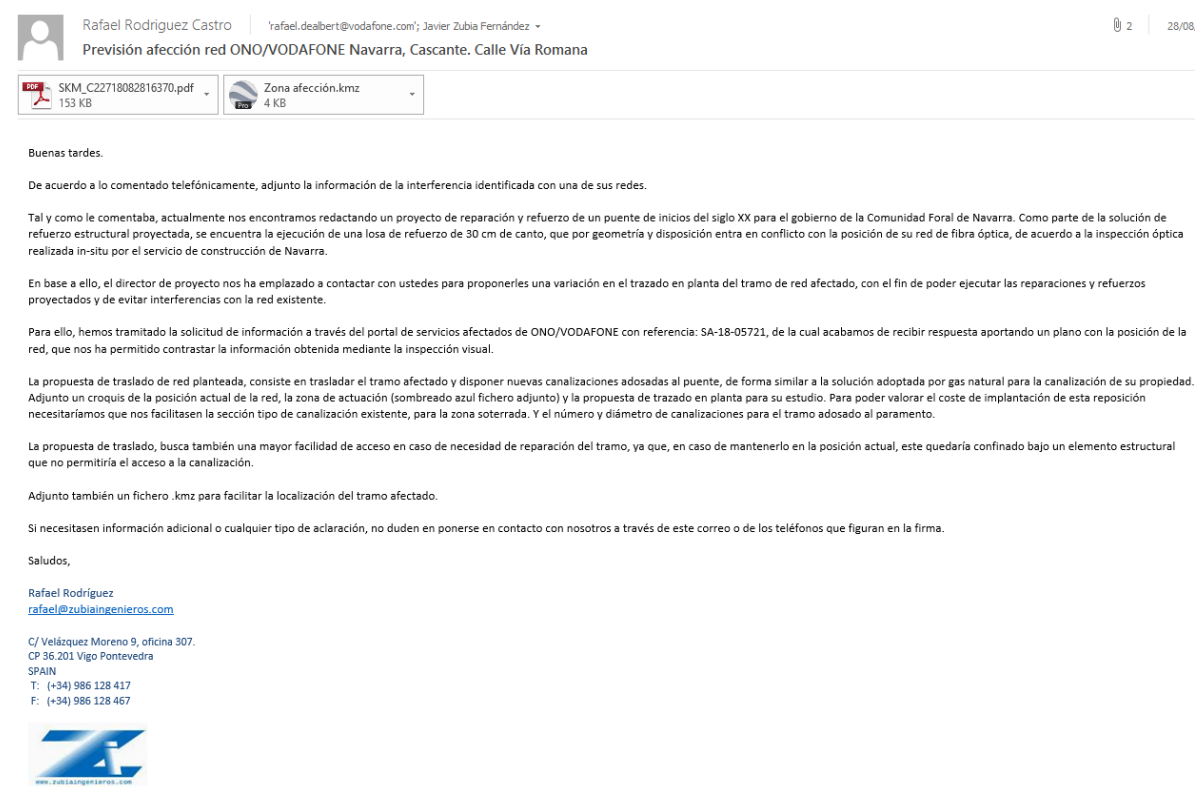 Rafael Rodriguez Castro
'rafael.dealbert@vodafone.com'; Javier Zubia Fernández
2
28/08
Previsión afección red ONO/VODAFONE Navarra, Cascante. Calle Vía Romana
PDF
SKM_C22718082816370.pdf
153 KB
Pro
Zona afección.kmz
4 KB
Buenas tardes.
De acuerdo a lo comentado telefónicamente, adjunto la información de la interferencia identificada con una de sus redes.
Tal y como le comentaba, actualmente nos encontramos redactando un proyecto de reparación y refuerzo de un puente de inicios del siglo XX para el gobierno de la Comunidad Foral de Navarra. Como parte de la solución de
refuerzo estructural proyectada, se encuentra la ejecución de una losa de refuerzo de 30 cm de canto, que por geometría y disposición entra en conflicto con la posición de su red de fibra óptica, de acuerdo a la inspección óptica
realizada in-situ por el servicio de construcción de Navarra.
En base a ello, el director de proyecto nos ha emplazado a contactar con ustedes para proponerles una variación en el trazado en planta del tramo de red afectado, con el fin de poder ejecutar las reparaciones y refuerzos
proyectados y de evitar interferencias con la red existente.
Para ello, hemos tramitado la solicitud de información a través del portal de servicios afectados de ONO/VODAFONE con referencia: SA-18-05721, de la cual acabamos de recibir respuesta aportando un plano con la posición de la
red, que nos ha permitido contrastar la información obtenida mediante la inspección visual.
La propuesta de traslado de red planteada, consiste en trasladar el tramo afectado y disponer nuevas canalizaciones adosadas al puente, de forma similar a la solución adoptada por gas natural para la canalización de su propiedad.
Adjunto un croquis de la posición actual de la red, la zona de actuación (sombreado azul fichero adjunto) y la propuesta de trazado en planta para su estudio. Para poder valorar el coste de implantación de esta reposición
necesitaríamos que nos facilitasen la sección tipo de canalización existente, para la zona soterrada. Y el número y diámetro de canalizaciones para el tramo adosado al paramento.
La propuesta de traslado, busca también una mayor facilidad de acceso en caso de necesidad de reparación del tramo, ya que, en caso de mantenerlo en la posición actual, este quedaría confinado bajo un elemento estructural
que no permitiría el acceso a la canalización.
Adjunto también un fichero .kmz para facilitar la localización del tramo afectado.
Si necesitasen información adicional o cualquier tipo de aclaración, no duden en ponerse en contacto con nosotros a través de este correo o de los teléfonos que figuran en la firma.
Saludos,
Rafael Rodríguez
rafael@zubiaingenieros.com
C/ Velázquez Moreno 9, oficina 307.
CP 36.201 Vigo Pontevedra
SPAIN
T: (+34) 986 128 417
F: (+34) 986 128 467
www.zubiaingenieros.com